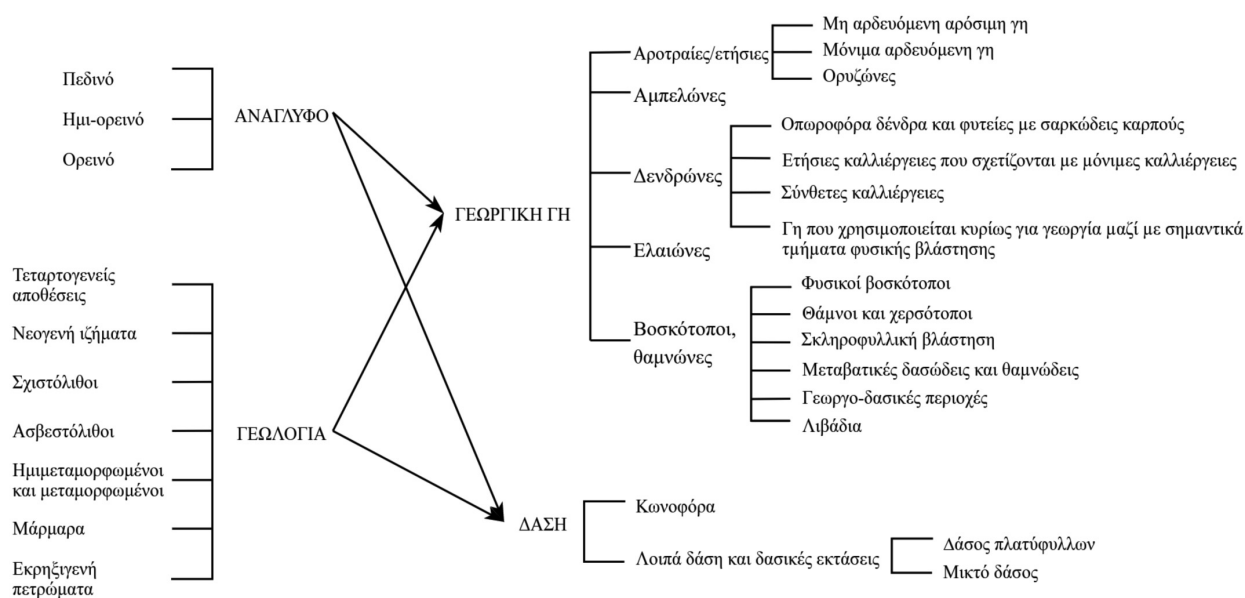 Πεδινό
Ημι-ορεινό
Ορεινό
ΑΝΑΓΛΥΦΟ
Τεταρτογενείς
αποθέσεις
Νεογενή ιζήματα
Σχιστόλιθοι
Ασβεστόλιθοι
Ημιμεταμορφωμένοι
και μεταμορφωμένοι
Μάρμαρα
Εκρηξιγενή
πετρώματα
ΓΕΩΛΟΓΙΑ
ΓΕΩΡΓΙΚΗ ΓΗ
Αροτραίες/ετήσιες
Μη αρδευόμενη αρόσιμη γη
Μόνιμα αρδευόμενη γη
Ορυζώνες
Αμπελώνες
Δενδρώνες
Οπωροφόρα δένδρα και φυτείες με σαρκώδεις καρπούς
Ετήσιες καλλιέργειες που σχετίζονται με μόνιμες καλλιέργειες
Σύνθετες καλλιέργειες
Γη που χρησιμοποιείται κυρίως για γεωργία μαζί με σημαντικά
τμήματα φυσικής βλάστησης
Ελαιώνες
Βοσκότοποι,
θαμνώνες
Φυσικοί βοσκότοποι
Θάμνοι και χερσότοποι
Σκληροφυλλική βλάστηση
Μεταβατικές δασώδεις και θαμνώδεις
Γεωργο-δασικές περιοχές
Λιβάδια
ΔΑΣΗ
Κωνοφόρα
Λοιπά δάση και δασικές εκτάσεις
Δάσος πλατύφυλλων
Μικτό δάσος